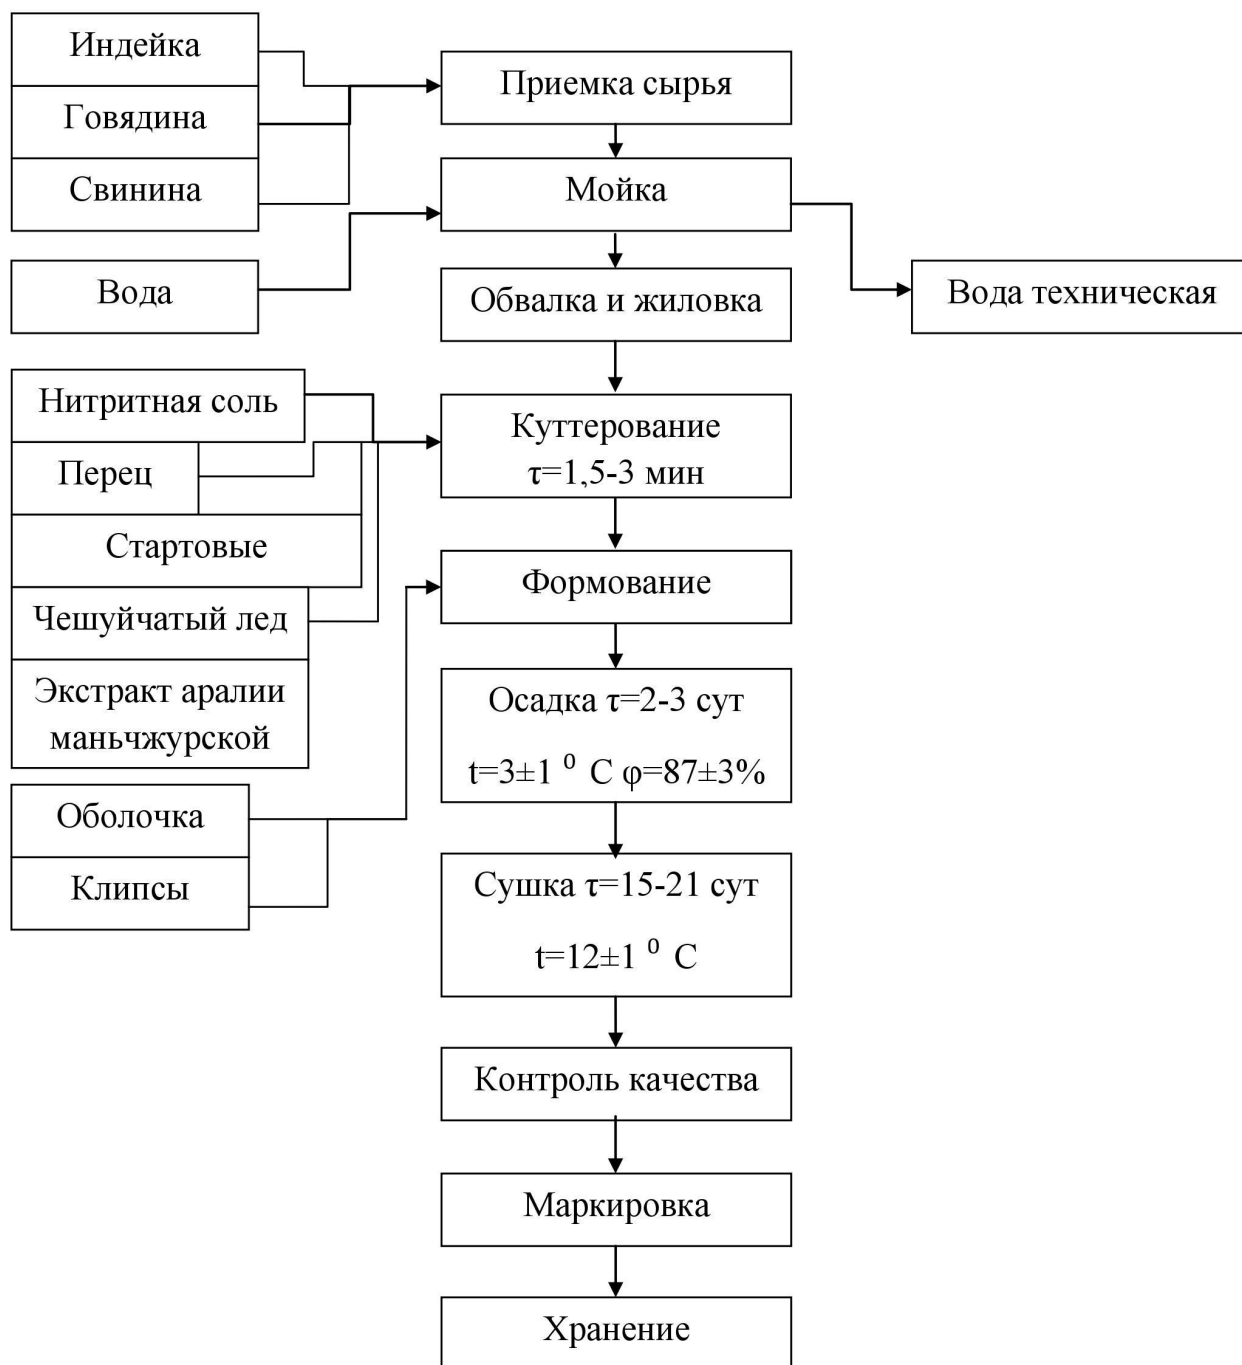 Индейка
Говядина
Свинина
Вода
Приемка сырья
Мойка
Обвалка и жиловка
Вода техническая
Нитритная соль
Перец
Стартовые
Чешуйчатый лед
Экстракт аралии
маньчжурской
Оболочка
Клипсы
Куттерование
τ=1,5-3 мин
Формование
Осадка τ=2-3 сут
t=3±1 ⁰ С φ=87±3%
Сушка τ=15-21 сут
t=12±1 ⁰ С
Контроль качества
Маркировка
Хранение